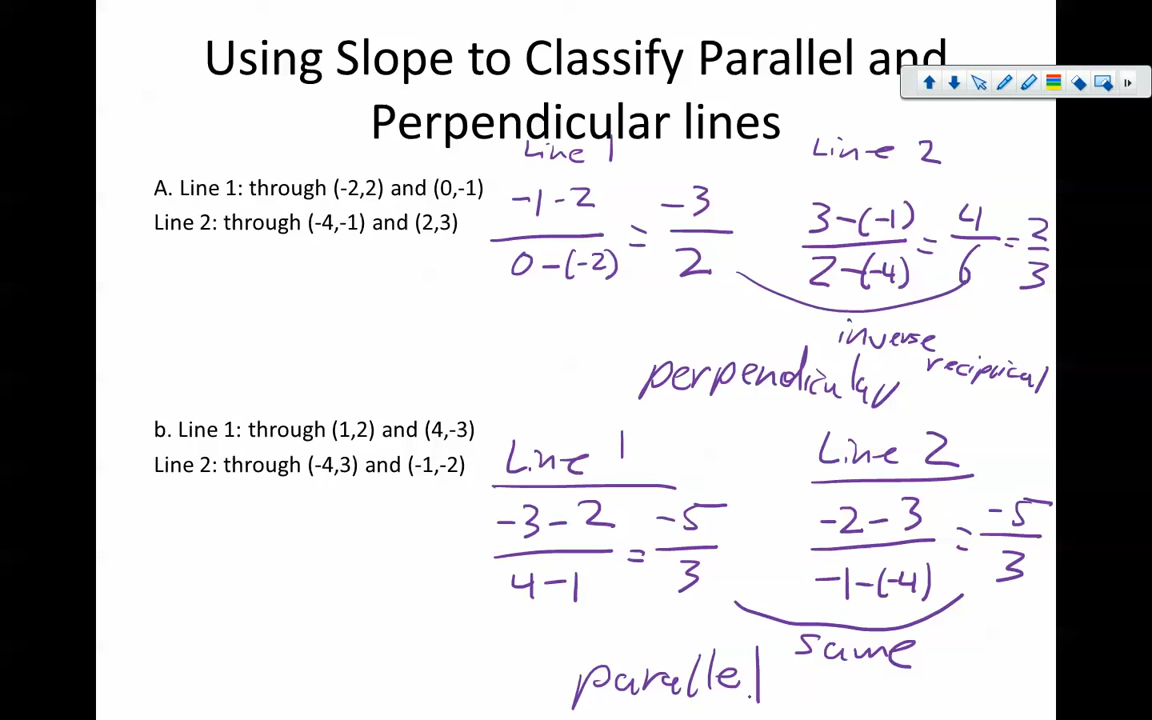 Using Slope to Classify Parallel and
Perpendicular lines
A. Line 1: through (-2,2) and (0,-1)
Line 2: through (-4,-1) and (2,3)
Line 1
-1-2 / 0-(-2) = -3 / 2
Line 2
3-(-1) / 2-(-4) = 4 / 6 = 2 / 3
inverse
reciprical
perpendicular
b. Line 1: through (1,2) and (4,-3)
Line 2: through (-4,3) and (-1,-2)
Line 1
-3-2 / 4-1 = -5 / 3
Line 2
-2-3 / -1-(-4) = -5 / 3
same
parallel